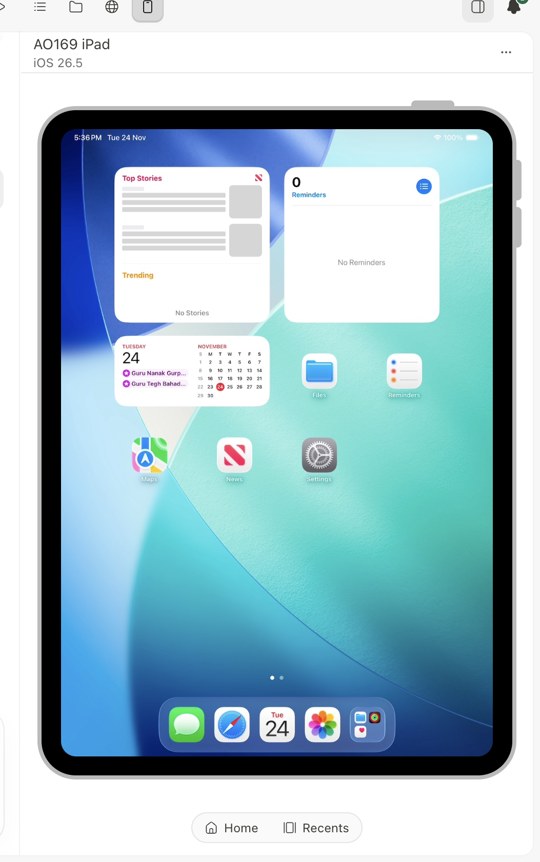 AO169 iPad
iOS 26.5
5:36 PM Tue 24 Nov
100%
Top Stories
Trending
No Stories
0
Reminders
No Reminders
TUESDAY
24
Guru Nanak Gurp...
Guru Tegh Bahad...
NOVEMBER
S M T W T F S
1 2 3 4 5 6 7
8 9 10 11 12 13 14
15 16 17 18 19 20 21
22 23 24 25 26 27 28
29 30
Files
Reminders
Maps
News
Settings
Tue
24
Home
Recents